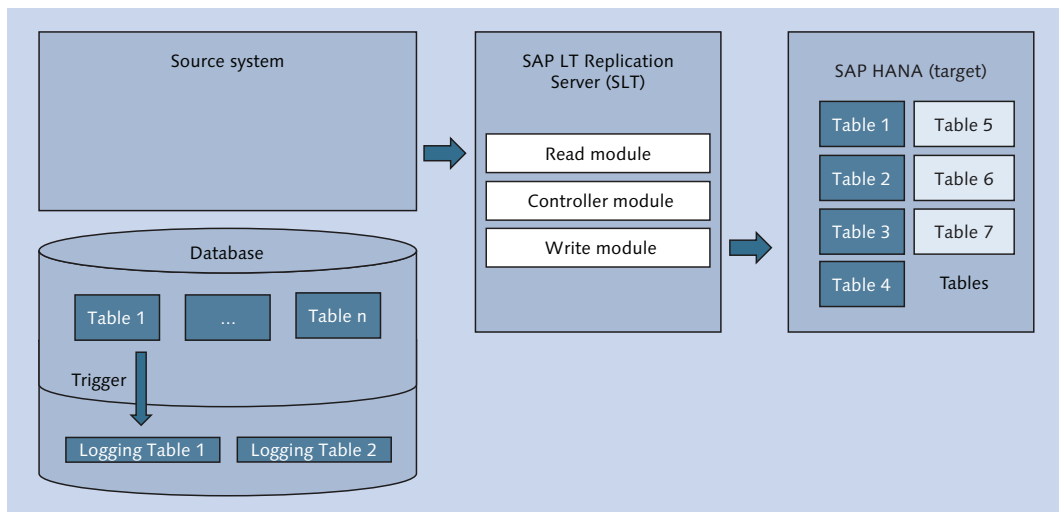 Source system
Database
Table 1
...
Table n
Trigger
Logging Table 1
Logging Table 2
SAP LT Replication
Server (SLT)
Read module
Controller module
Write module
SAP HANA (target)
Table 1
Table 5
Table 2
Table 6
Table 3
Table 7
Table 4
Tables